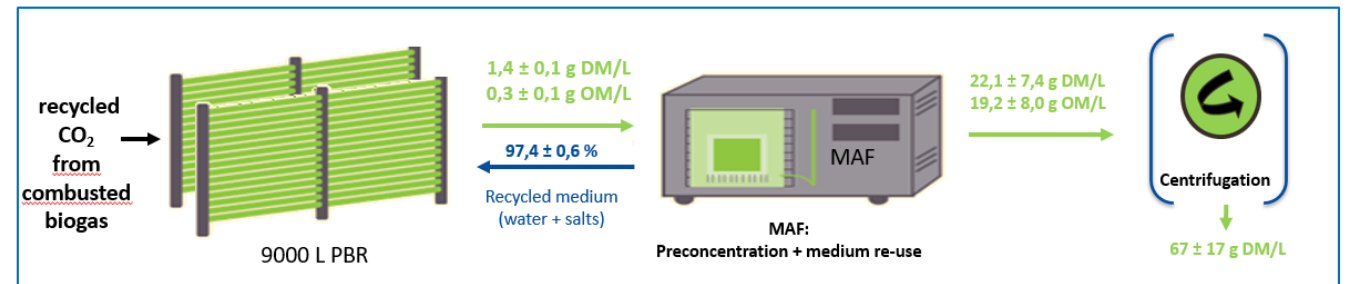 recycled
CO₂
from
combusted
biogas
9000 L PBR
1,4 ± 0,1 g DM/L
0,3 ± 0,1 g OM/L
97,4 ± 0,6 %
Recycled medium
(water + salts)
MAF
MAF:
Preconcentration + medium re-use
22,1 ± 7,4 g DM/L
19,2 ± 8,0 g OM/L
Centrifugation
67 ± 17 g DM/L